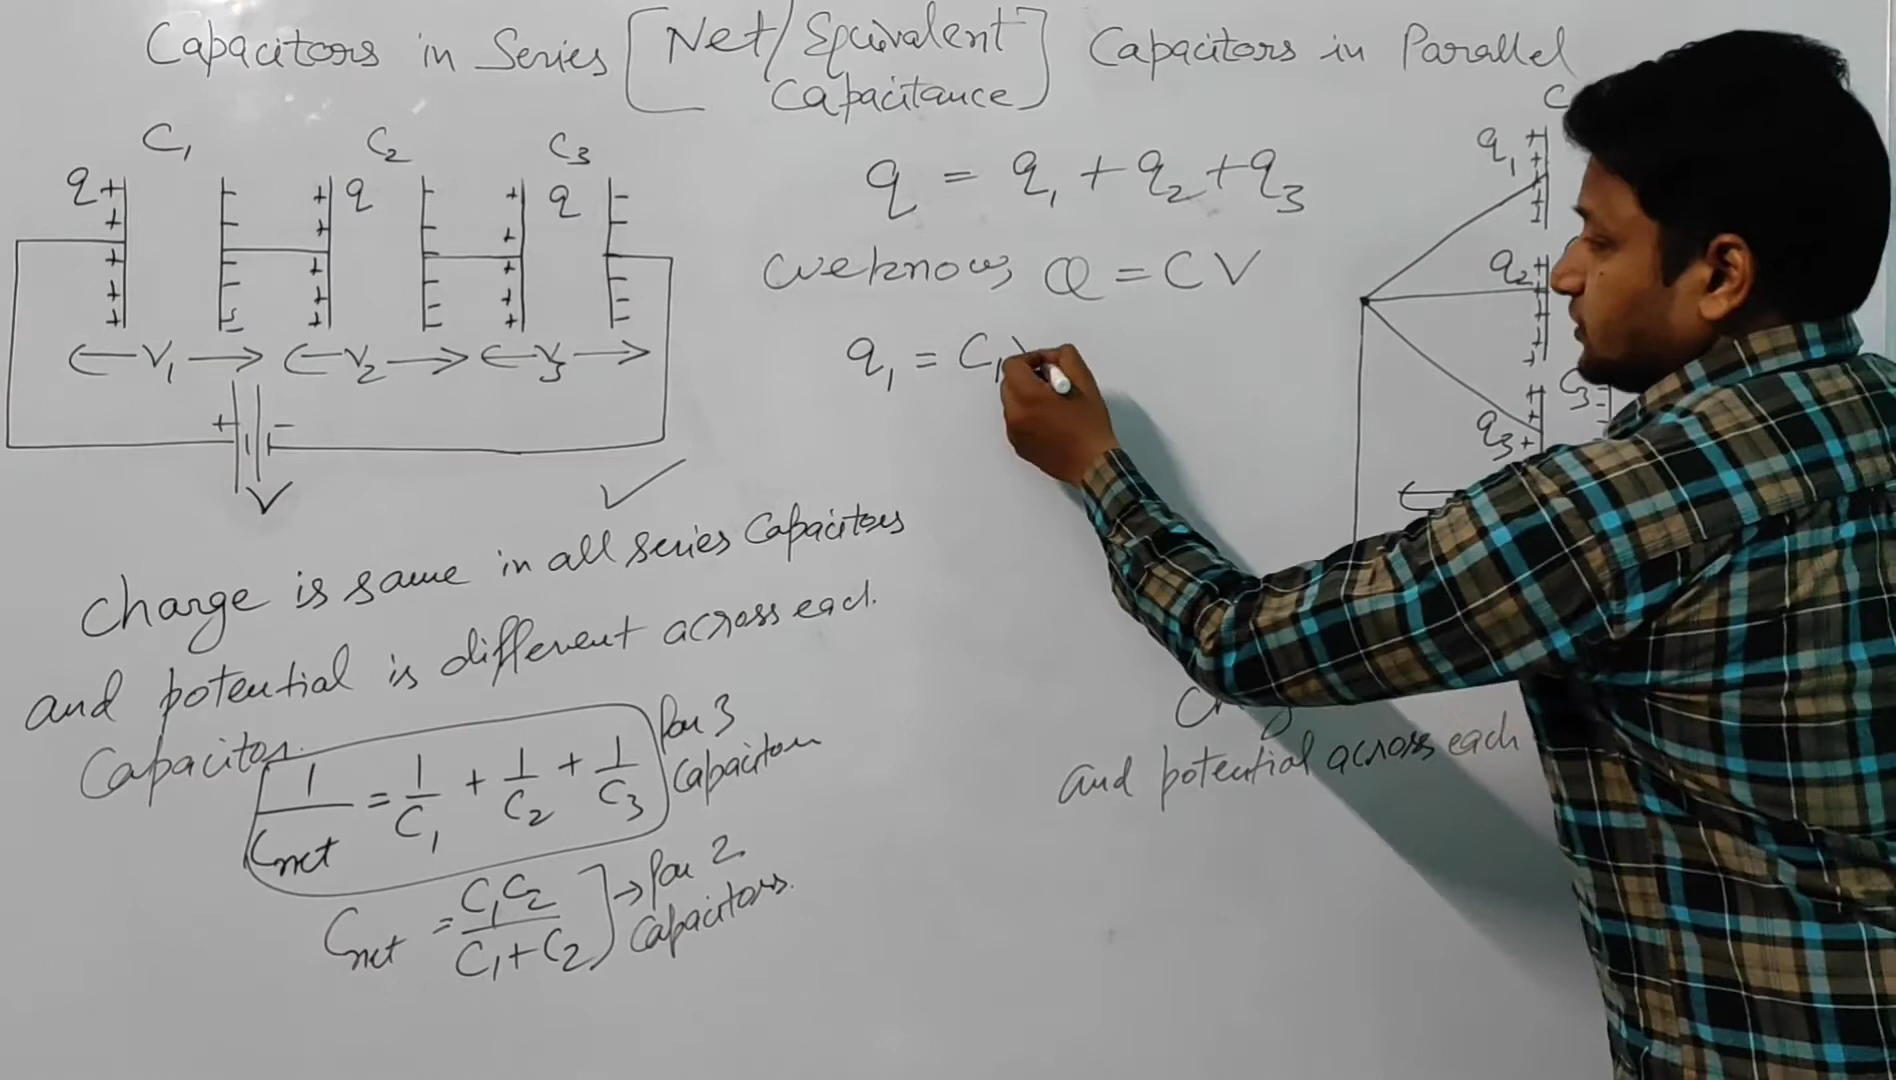 Capacitors in Series [Net/Equivalent Capacitance] Capacitors in Parallel
C₁ C₂ C₃
q + q + q
← V₁ → ← V₂ → ← V₃ →
+ -
V ✓
Charge is same in all series Capacitors
and potential is different across each
Capacitor.
1/Cnet = 1/C₁ + 1/C₂ + 1/C₃ for 3 Capacitors
Cnet = C₁C₂/(C₁+C₂) → for 2 Capacitors.
q = q₁ + q₂ + q₃
we know, Q = CV
q₁ = C₁
C
q₁
q₂
C₃
q₃
and potential across each